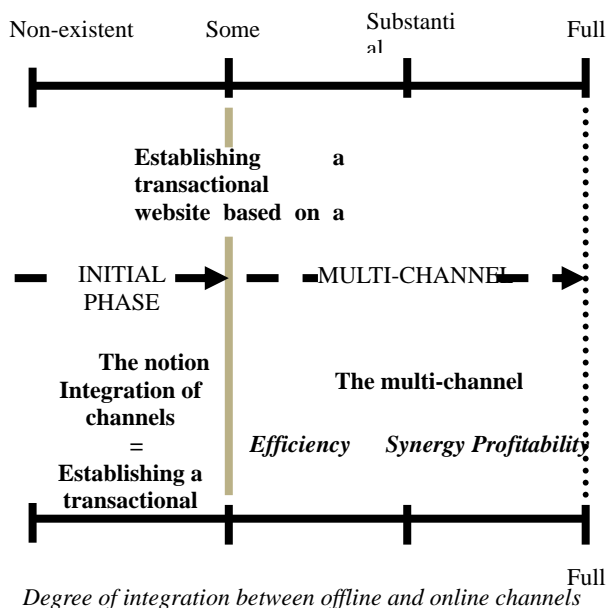 Non-existent Some Substanti Full
al
Establishing a
transactional
website based on a
INITIAL MULTI-CHANNEL
PHASE
The notion
Integration of
channels
=
Establishing a
transactional
The multi-channel
Efficiency Synergy Profitability
Full
Degree of integration between offline and online channels